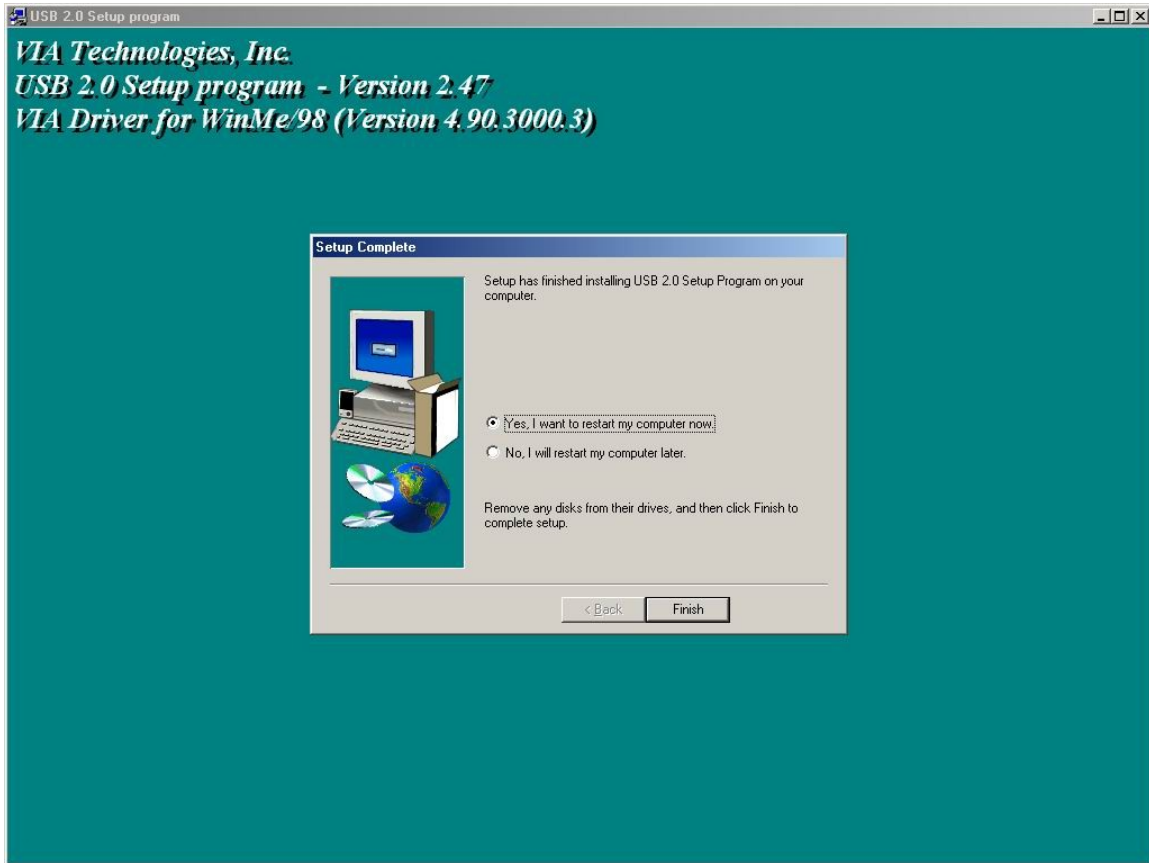 USB 2.0 Setup program
VIA Technologies, Inc.
USB 2.0 Setup program - Version 2.47
VIA Driver for WinMe/98 (Version 4.90.3000.3)
Setup Complete
Setup has finished installing USB 2.0 Setup Program on your
computer.
Yes, I want to restart my computer now.
No, I will restart my computer later.
Remove any disks from their drives, and then click Finish to
complete setup.
< Back
Finish